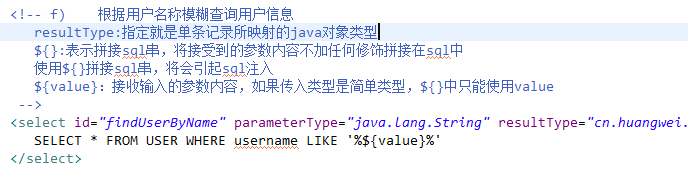 <!-- f)    根据用户名称模糊查询用户信息
resultType:指定就是单条记录所映射的java对象类型
${}:表示拼接sql串，将接受到的参数内容不加任何修饰拼接在sql中
使用${}拼接sql串，将会引起sql注入
${value}：接收输入的参数内容，如果传入类型是简单类型，${}中只能使用value
-->
<select id="findUserByName" parameterType="java.lang.String" resultType="cn.huangwei.
SELECT * FROM USER WHERE username LIKE '%${value}%'
</select>